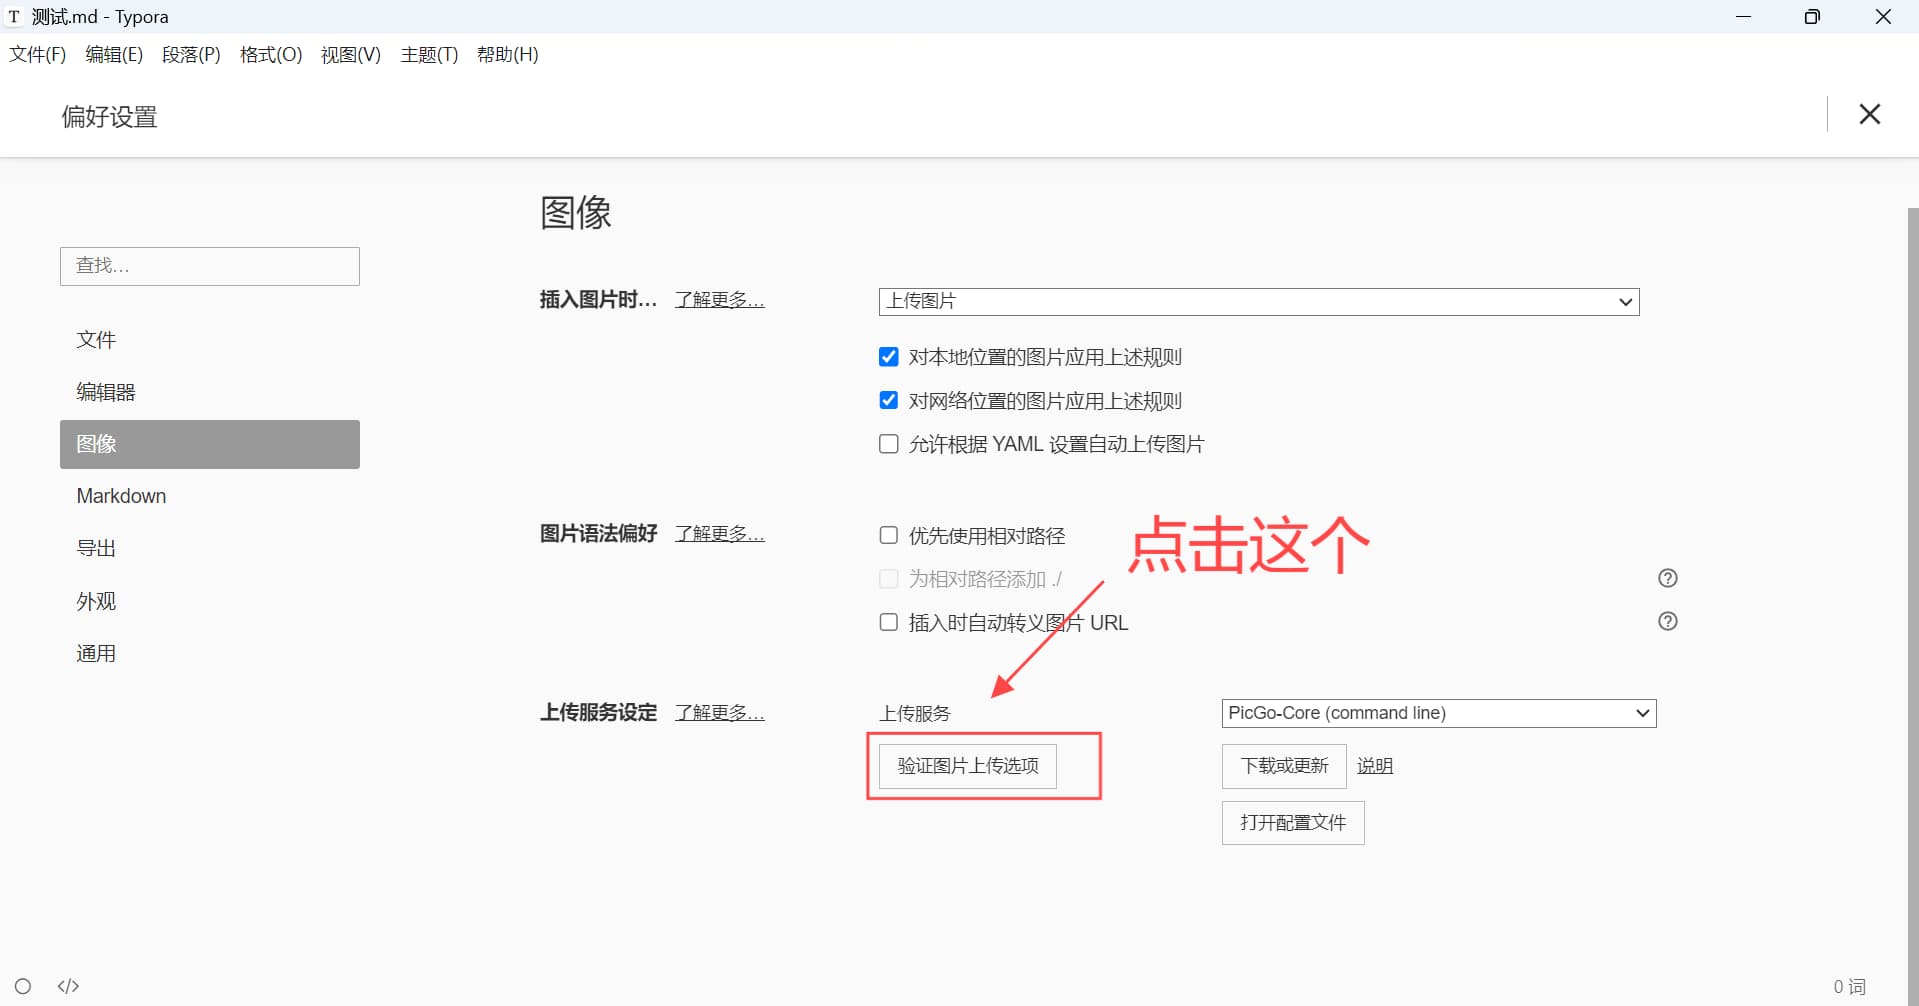 T 测试.md - Typora
文件(F) 编辑(E) 段落(P) 格式(O) 视图(V) 主题(T) 帮助(H)
偏好设置
查找...
文件
编辑器
图像
Markdown
导出
外观
通用
图像
插入图片时... 了解更多...
上传图片
对本地位置的图片应用上述规则
对网络位置的图片应用上述规则
允许根据 YAML 设置自动上传图片
图片语法偏好 了解更多...
优先使用相对路径
点击这个
为相对路径添加 ./
插入时自动转义图片 URL
上传服务设定 了解更多...
上传服务
PicGo-Core (command line)
验证图片上传选项
下载或更新 说明
打开配置文件
</> 0 词